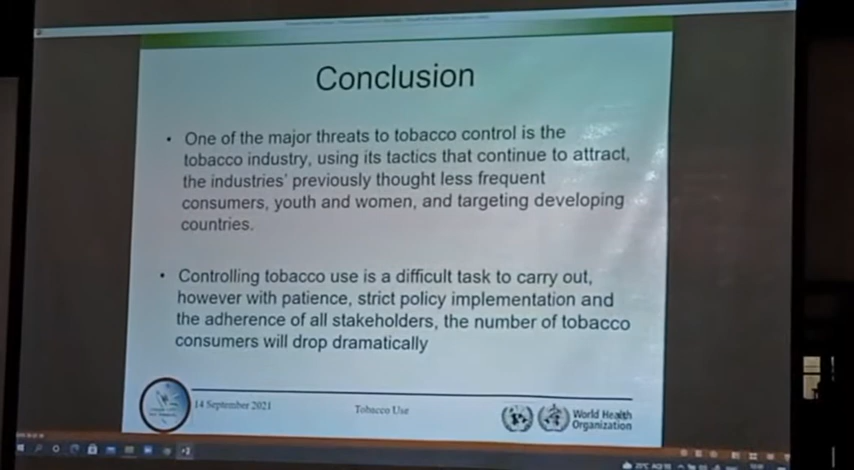 Conclusion
• One of the major threats to tobacco control is the
tobacco industry, using its tactics that continue to attract,
the industries' previously thought less frequent
consumers, youth and women, and targeting developing
countries.
• Controlling tobacco use is a difficult task to carry out,
however with patience, strict policy implementation and
the adherence of all stakeholders, the number of tobacco
consumers will drop dramatically
14 September 2021
Tobacco Use
World Health
Organization